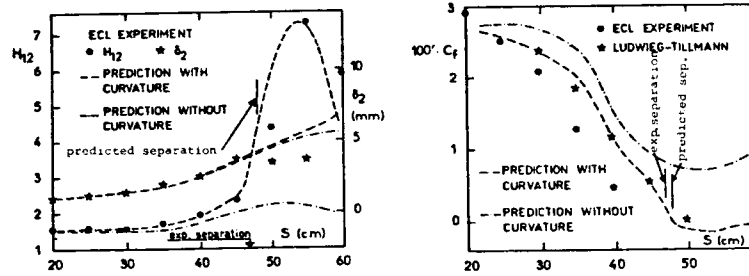 ECL EXPERIMENT
H12 δ2
PREDICTION WITH
CURVATURE
PREDICTION WITHOUT
CURVATURE
predicted separation
exp. separation
H12
7
6
5
4
3
2
1
10
δ2
(mm)
5
0
S (cm)
20 30 40 50 60
100'. Cf
3
2
1
0
ECL EXPERIMENT
LUDWIEG-TILLMANN
exp.separation
predicted sep.
PREDICTION WITH
CURVATURE
PREDICTION WITHOUT
CURVATURE
S (cm)
20 30 40 50